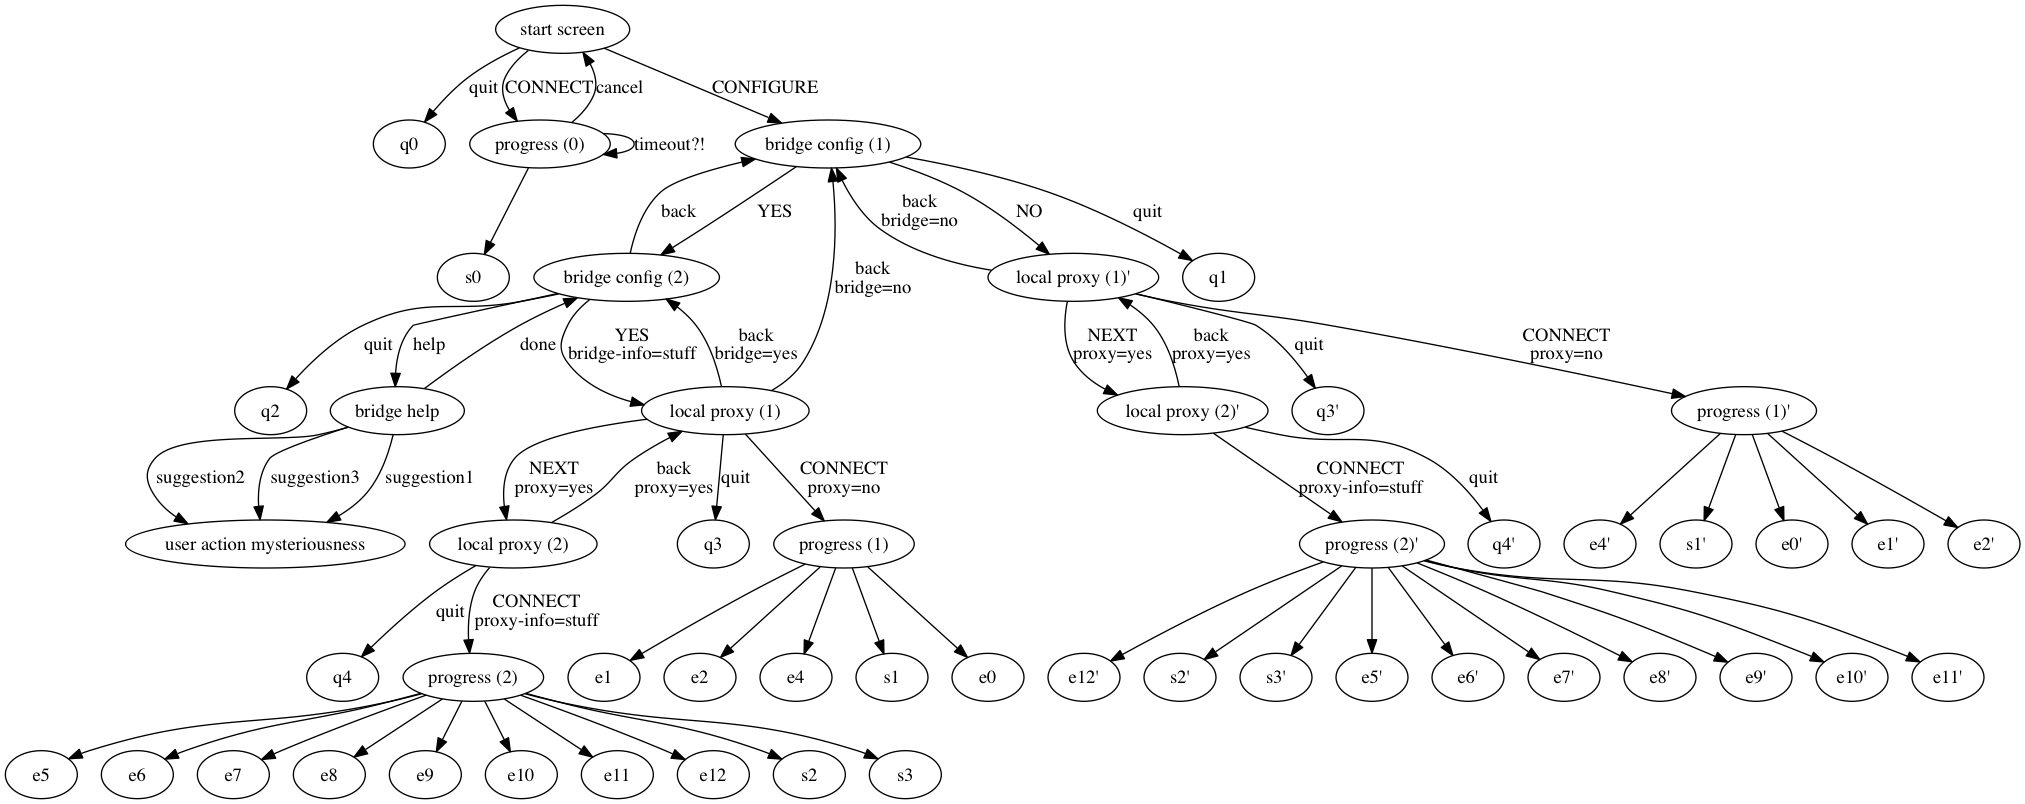 start screen
quit
CONNECT
cancel
CONFIGURE
q0
progress (0)
timeout?!
bridge config (1)
back
YES
back
bridge=no
NO
quit
s0
bridge config (2)
back
bridge=no
local proxy (1)'
q1
quit
help
done
YES
bridge-info=stuff
back
bridge=yes
NEXT
proxy=yes
back
proxy=yes
quit
CONNECT
proxy=no
q2
bridge help
local proxy (1)
local proxy (2)'
q3'
progress (1)'
suggestion2
suggestion3
suggestion1
NEXT
proxy=yes
back
proxy=yes
quit
CONNECT
proxy=no
CONNECT
proxy-info=stuff
quit
user action mysteriousness
local proxy (2)
q3
progress (1)
progress (2)'
q4'
e4'
s1'
e0'
e1'
e2'
quit
CONNECT
proxy-info=stuff
q4
progress (2)
e1
e2
e4
s1
e0
e12'
s2'
s3'
e5'
e6'
e7'
e8'
e9'
e10'
e11'
e5
e6
e7
e8
e9
e10
e11
e12
s2
s3